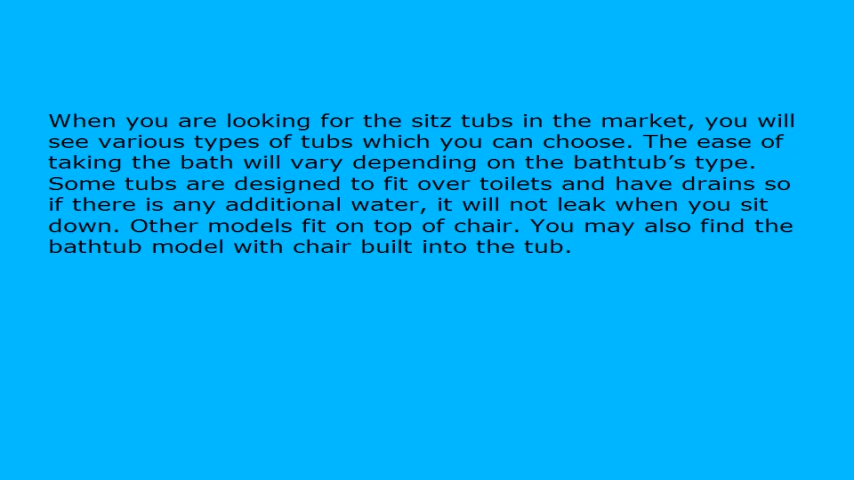 When you are looking for the sitz tubs in the market, you will
see various types of tubs which you can choose. The ease of
taking the bath will vary depending on the bathtub’s type.
Some tubs are designed to fit over toilets and have drains so
if there is any additional water, it will not leak when you sit
down. Other models fit on top of chair. You may also find the
bathtub model with chair built into the tub.